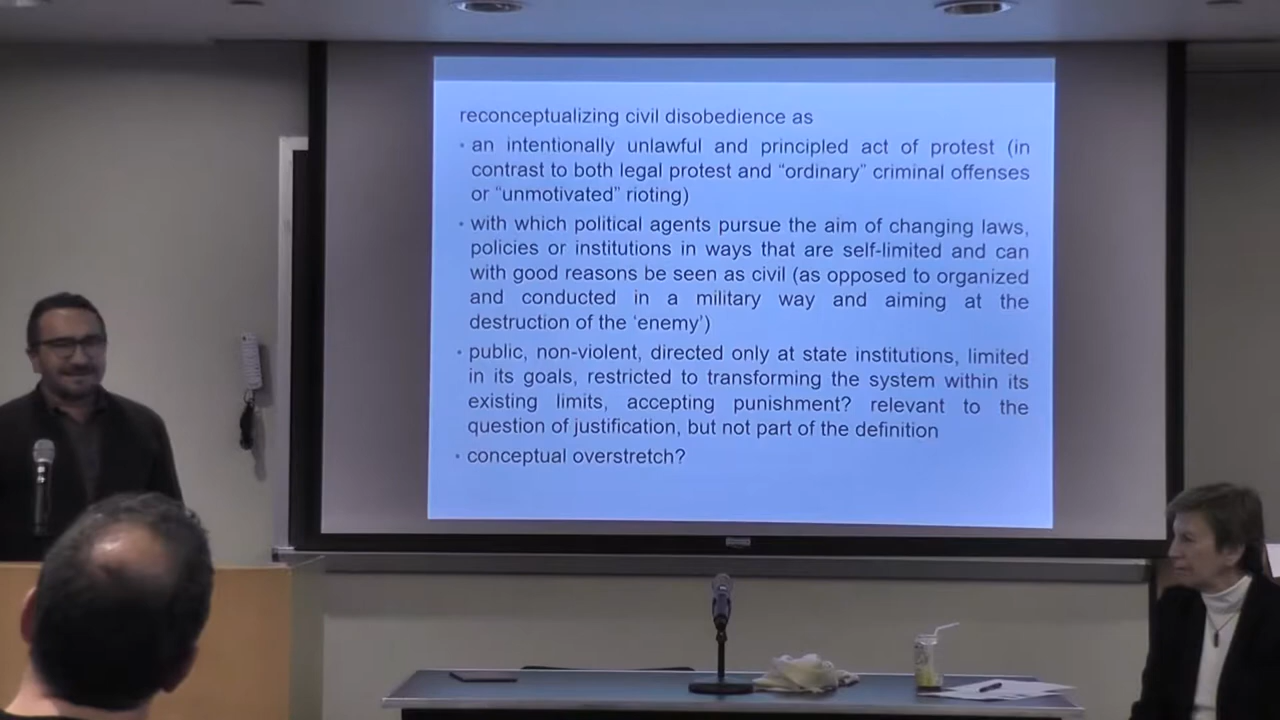 reconceptualizing civil disobedience as
• an intentionally unlawful and principled act of protest (in
contrast to both legal protest and “ordinary” criminal offenses
or “unmotivated” rioting)
• with which political agents pursue the aim of changing laws,
policies or institutions in ways that are self-limited and can
with good reasons be seen as civil (as opposed to organized
and conducted in a military way and aiming at the
destruction of the ‘enemy’)
• public, non-violent, directed only at state institutions, limited
in its goals, restricted to transforming the system within its
existing limits, accepting punishment? relevant to the
question of justification, but not part of the definition
• conceptual overstretch?